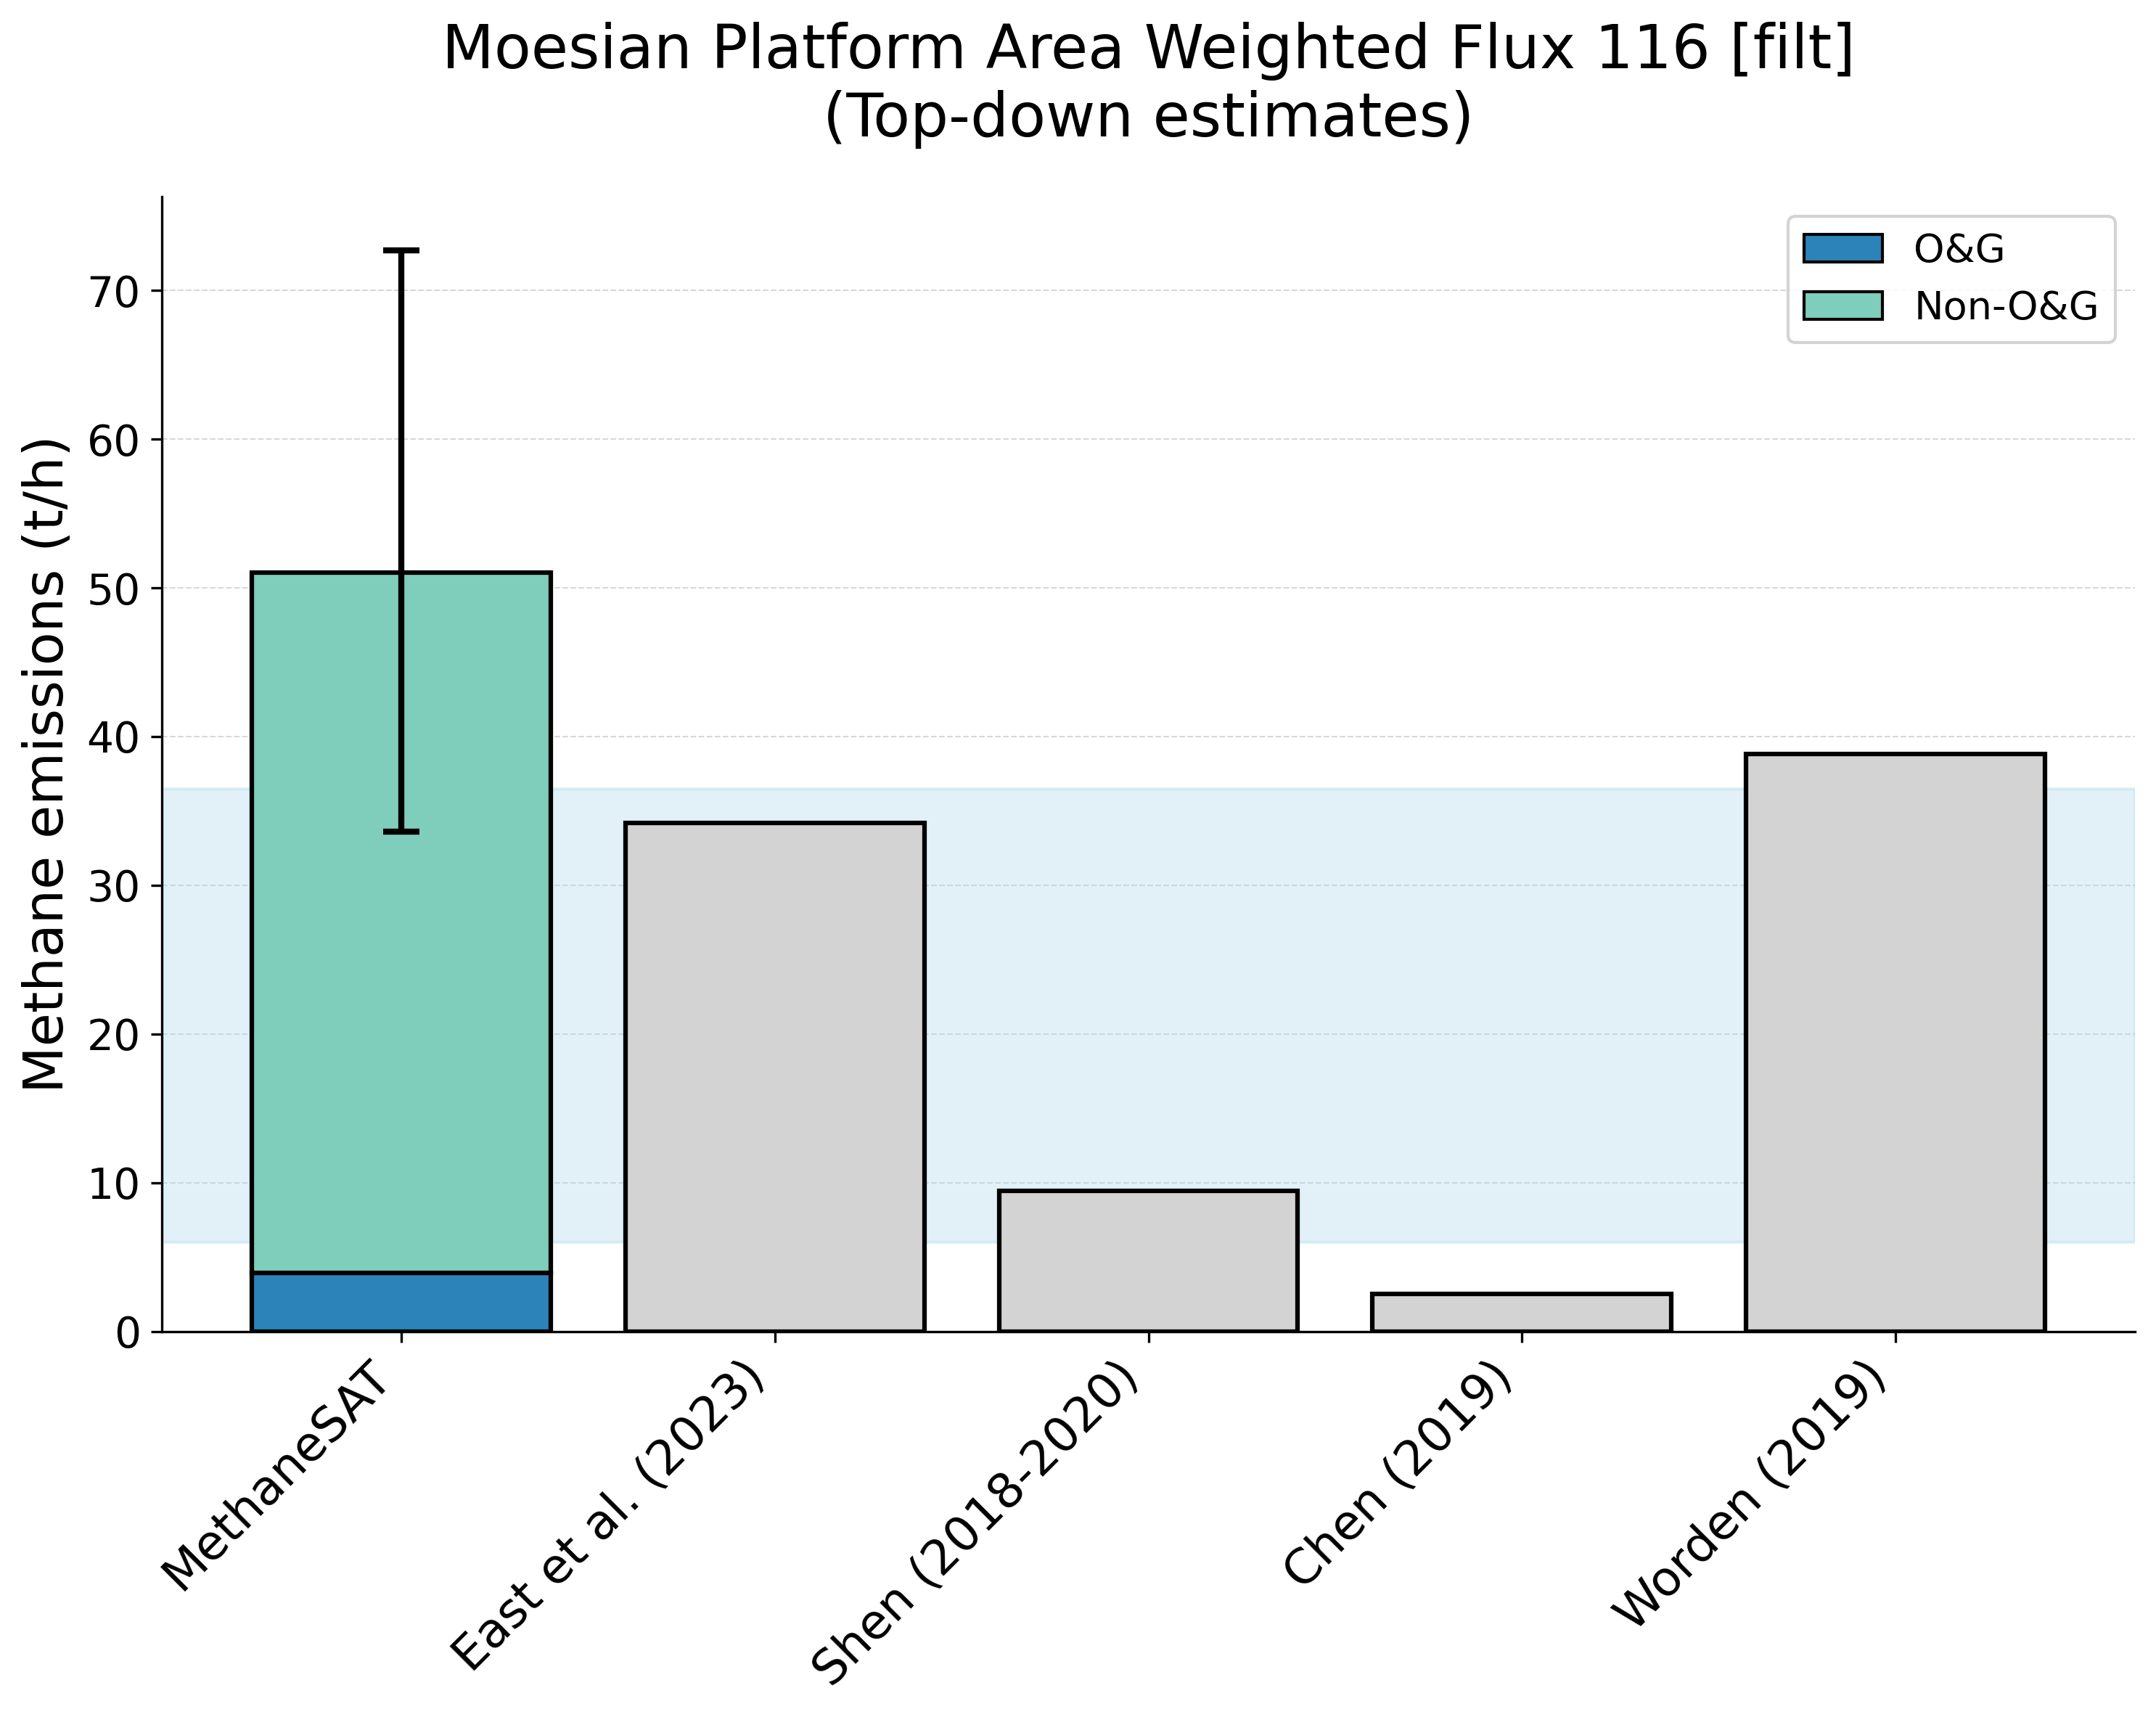 Moesian Platform Area Weighted Flux 116 [filt]
(Top-down estimates)
O&G
Non-O&G
Methane emissions (t/h)
70
60
50
40
30
20
10
0
MethaneSAT
East et al. (2023)
Shen (2018-2020)
Chen (2019)
Worden (2019)